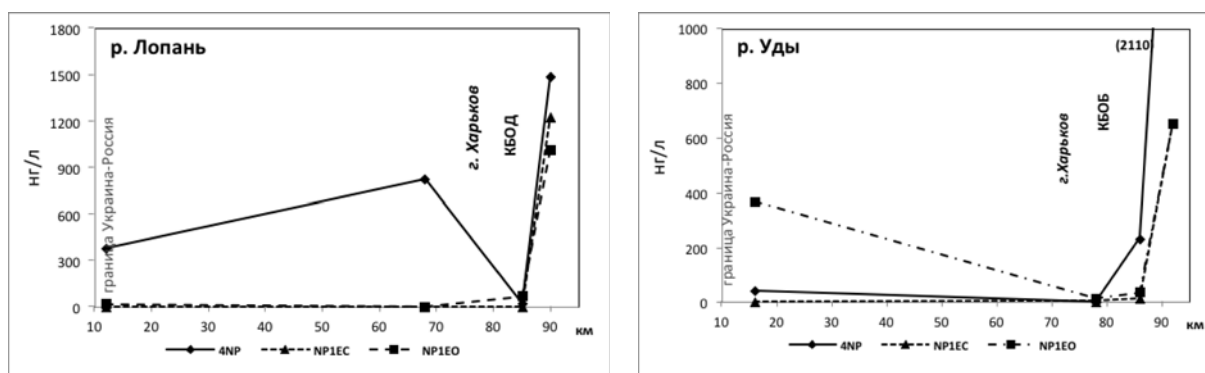 р. Лопань
1800
1500
1200
900
600
300
0
нг/л
граница Украина-Россия
г. Харьков
КБОД
10 20 30 40 50 60 70 80 90 км
4NP NP1EC NP1EO
р. Уды
1000
800
600
400
200
0
нг/л
граница Украина-Россия
г.Харьков
КБОБ
(2110)
10 20 30 40 50 60 70 80 90 км
4NP NP1EC NP1EO